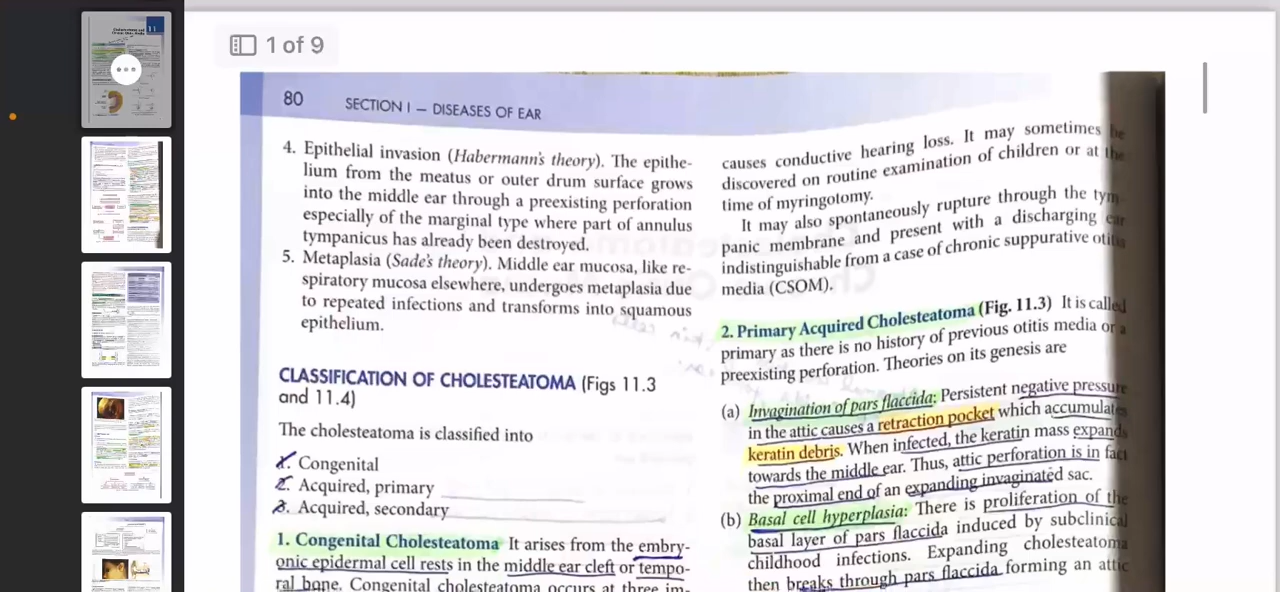 1 of 9
80 SECTION I — DISEASES OF EAR
4. Epithelial invasion (Habermann's theory). The epithe-
lium from the meatus or outer drum surface grows
into the middle ear through a preexisting perforation
especially of the marginal type where part of annulus
tympanicus has already been destroyed.
5. Metaplasia (Sade's theory). Middle ear mucosa, like re-
spiratory mucosa elsewhere, undergoes metaplasia due
to repeated infections and transforms into squamous
epithelium.
CLASSIFICATION OF CHOLESTEATOMA (Figs 11.3
and 11.4)
The cholesteatoma is classified into
1. Congenital
2. Acquired, primary
3. Acquired, secondary
1. Congenital Cholesteatoma It arises from the embry-
onic epidermal cell rests in the middle ear cleft or tempo-
ral bone. Congenital cholesteatoma occurs at three im-
causes conductive hearing loss. It may sometimes be
discovered on routine examination of children or at the
time of myringotomy.
It may also spontaneously rupture through the tym-
panic membrane and present with a discharging ear
indistinguishable from a case of chronic suppurative otitis
media (CSOM).
2. Primary Acquired Cholesteatoma (Fig. 11.3) It is called
primary as there is no history of previous otitis media or a
preexisting perforation. Theories on its genesis are
(a) Invagination of pars flaccida: Persistent negative pressure
in the attic causes a retraction pocket which accumulates
keratin debris. When infected, the keratin mass expands
towards the middle ear. Thus, attic perforation is in fact
the proximal end of an expanding invaginated sac.
(b) Basal cell hyperplasia: There is proliferation of the
basal layer of pars flaccida induced by subclinical
childhood infections. Expanding cholesteatoma
then breaks through pars flaccida forming an attic